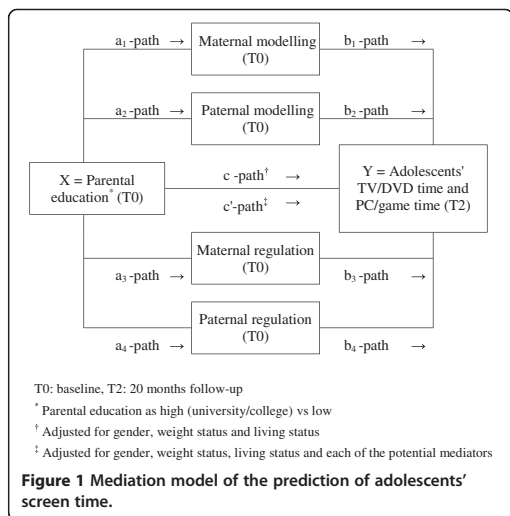 a₁-path →
Maternal modelling
(T0)
b₁-path →
a₂-path →
Paternal modelling
(T0)
b₂-path →
X = Parental
education* (T0)
c -path† →
c'-path‡ →
Y = Adolescents'
TV/DVD time and
PC/game time (T2)
a₃-path →
Maternal regulation
(T0)
b₃-path →
a₄-path →
Paternal regulation
(T0)
b₄-path →
T0: baseline, T2: 20 months follow-up
* Parental education as high (university/college) vs low
† Adjusted for gender, weight status and living status
‡ Adjusted for gender, weight status, living status and each of the potential mediators
Figure 1 Mediation model of the prediction of adolescents'
screen time.